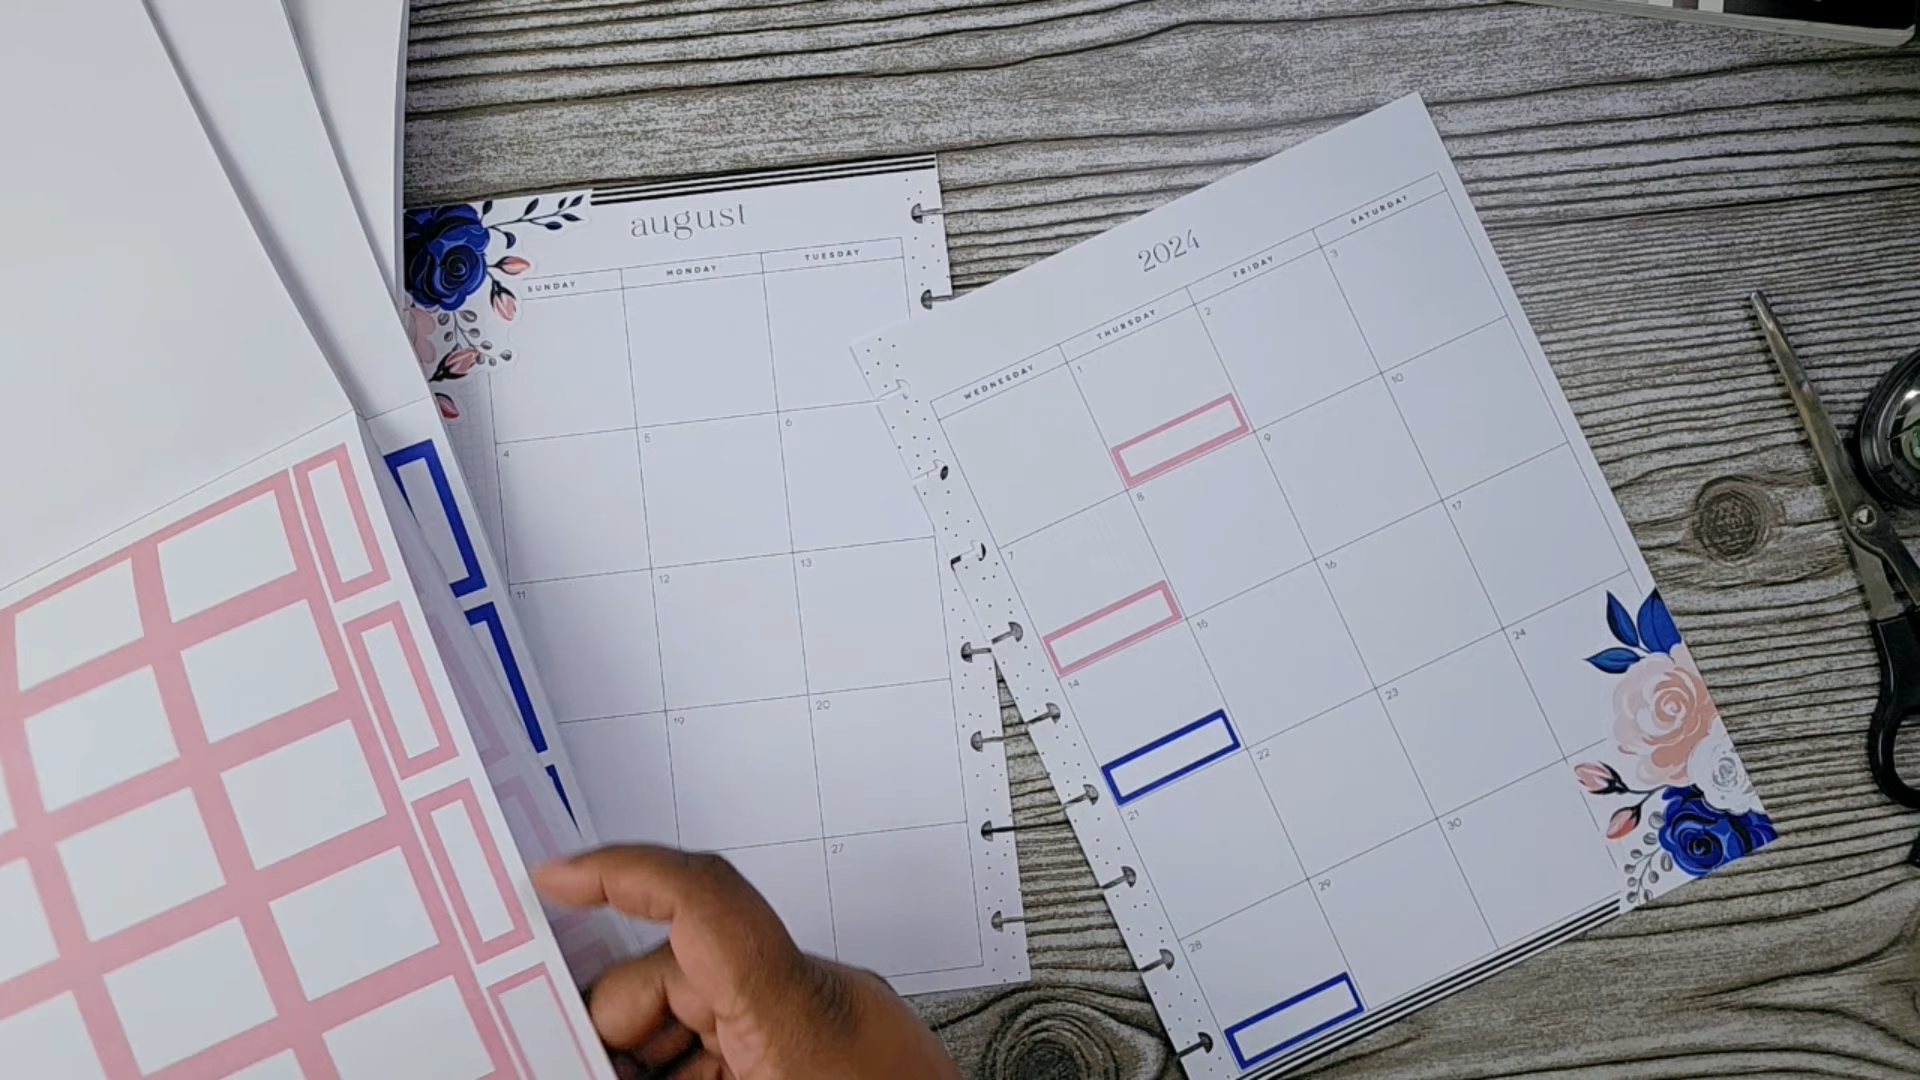 august
SUNDAY MONDAY TUESDAY
4 5 6
11 12 13
19 20
27
2024
WEDNESDAY THURSDAY FRIDAY SATURDAY
1 2 3
7 8 9 10
14 15 16 17
21 22 23 24
28 29 30